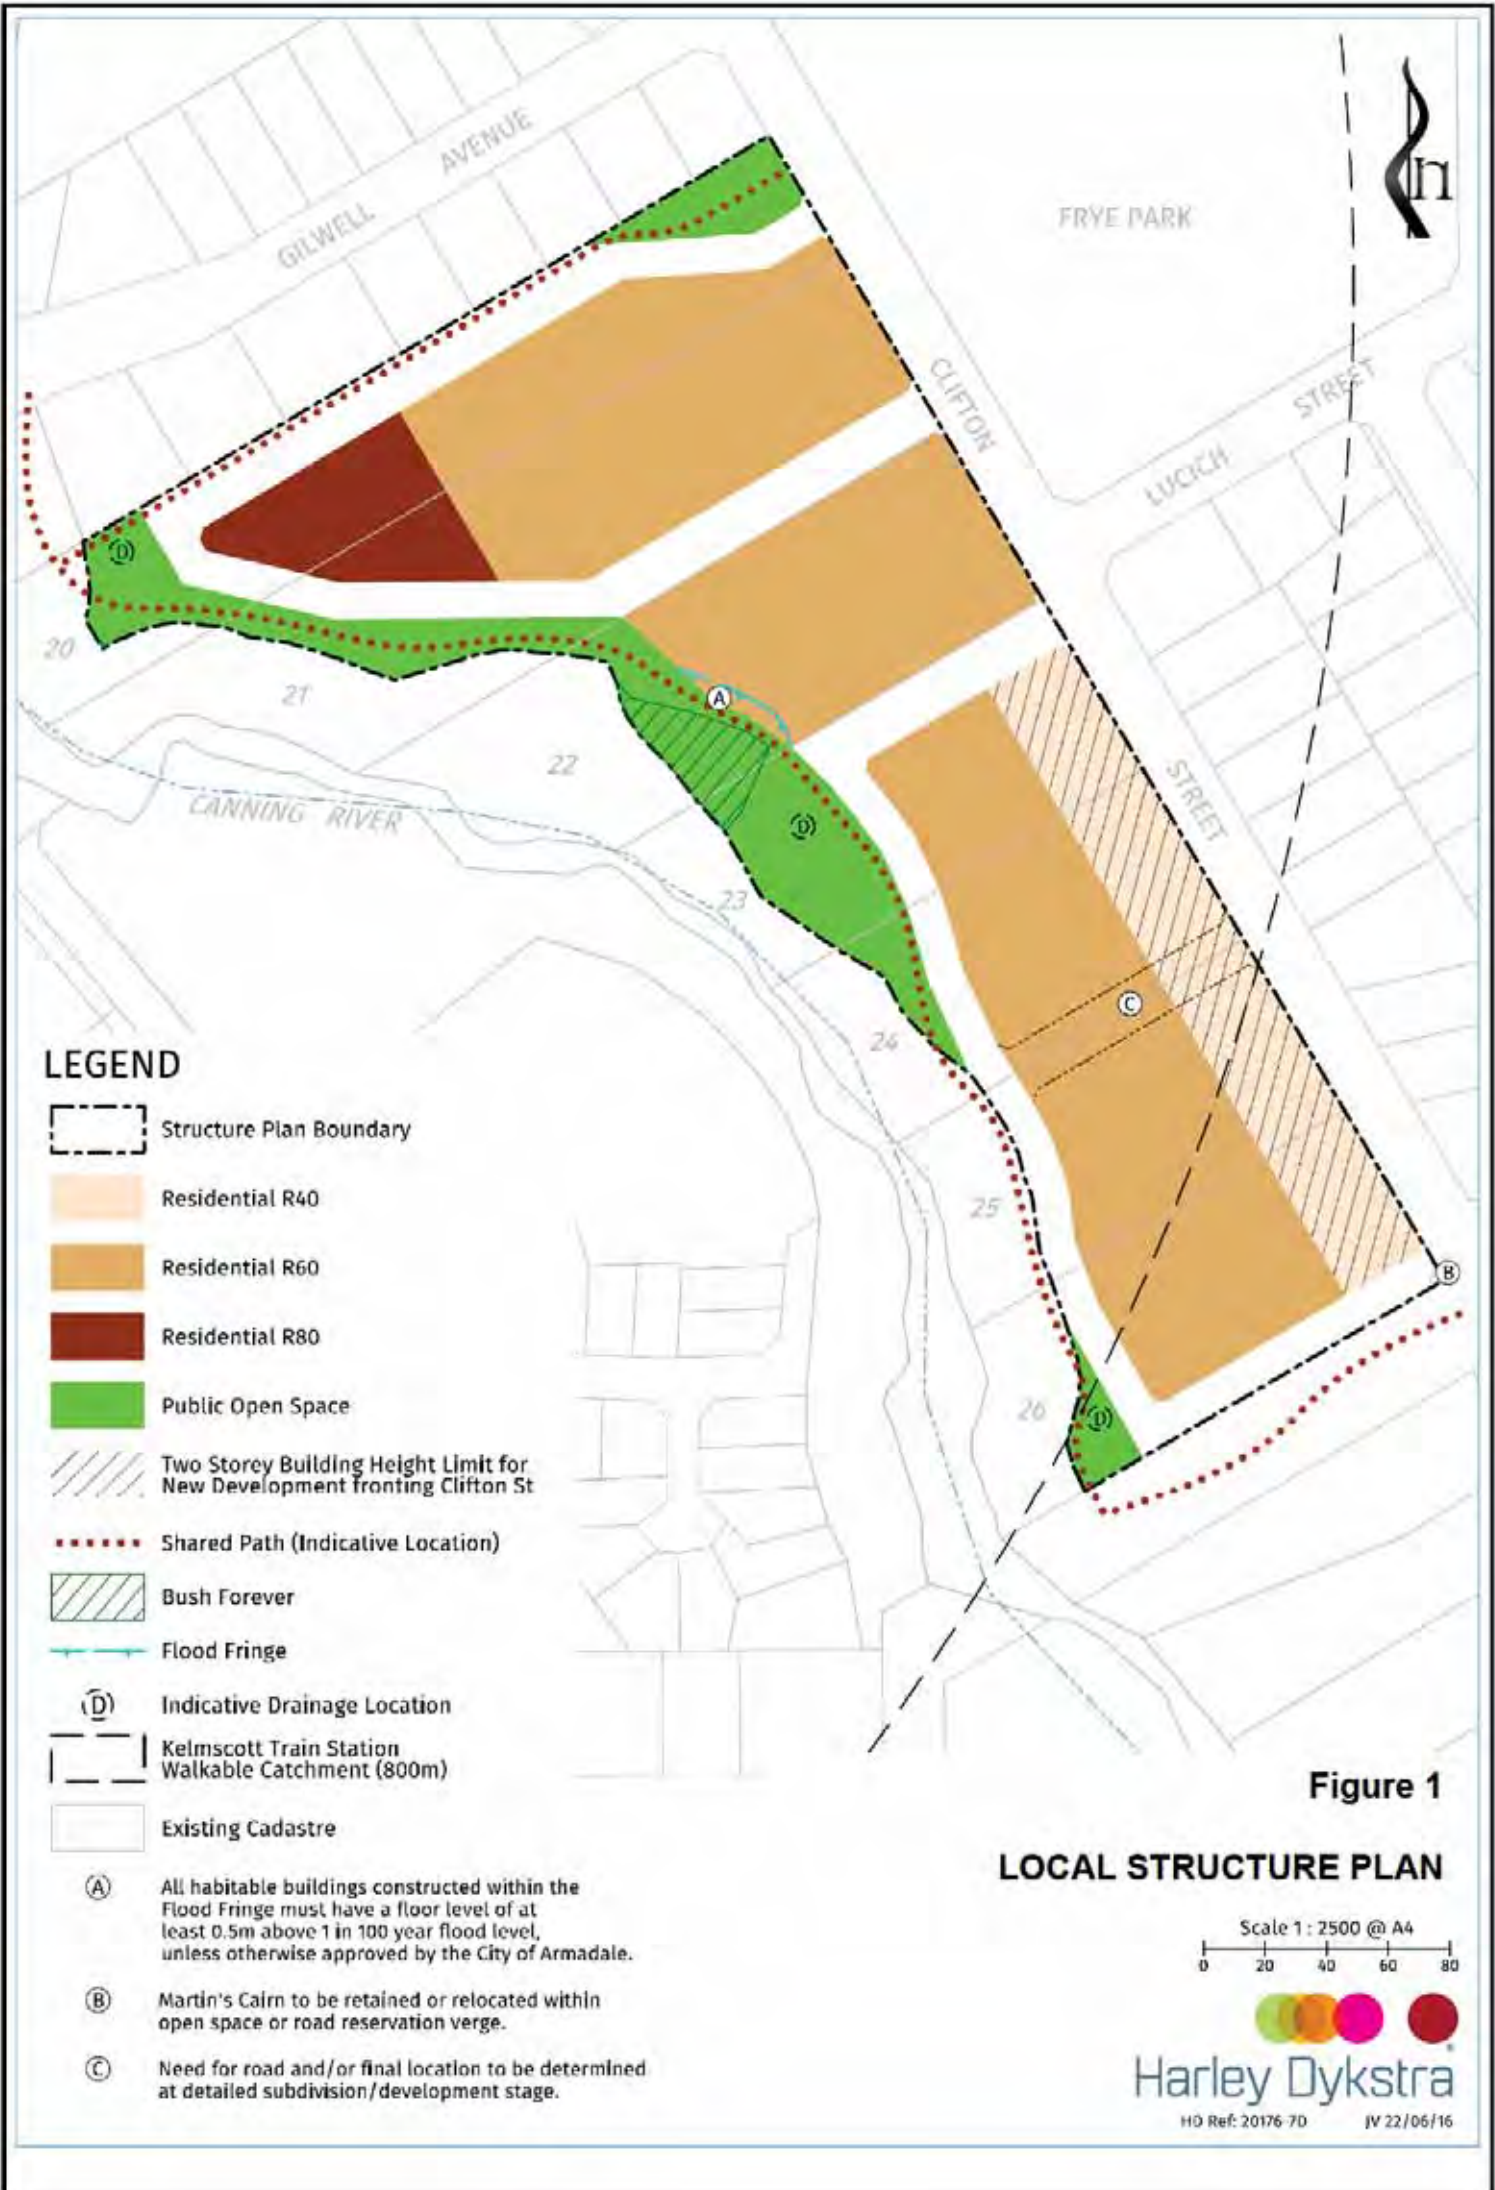 GILWELL
AVENUE
FRYE PARK
n
CLIFTON
STREET
LUCICH
STREET
D
20
21
A
22
CANNING RIVER
D
23
C
24
25
B
26
D
LEGEND
Structure Plan Boundary
Residential R40
Residential R60
Residential R80
Public Open Space
Two Storey Building Height Limit for
New Development fronting Clifton St
Shared Path (Indicative Location)
Bush Forever
Flood Fringe
D Indicative Drainage Location
Kelmscott Train Station
Walkable Catchment (800m)
Existing Cadastre
A All habitable buildings constructed within the
Flood Fringe must have a floor level of at
least 0.5m above 1 in 100 year flood level,
unless otherwise approved by the City of Armadale.
B Martin's Cairn to be retained or relocated within
open space or road reservation verge.
C Need for road and/or final location to be determined
at detailed subdivision/development stage.
Figure 1
LOCAL STRUCTURE PLAN
Scale 1 : 2500 @ A4
0 20 40 60 80
Harley Dykstra
HD Ref: 20176-7D JV 22/06/16